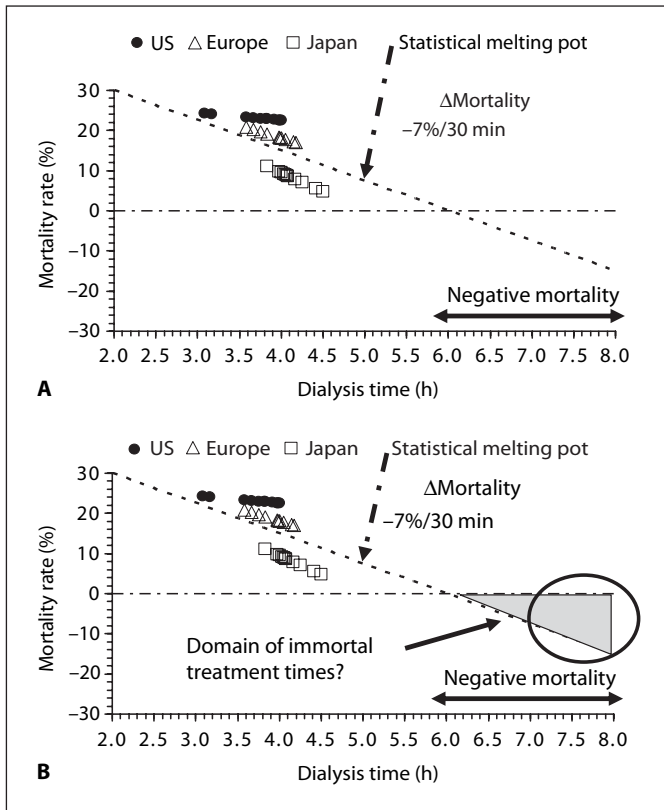 ● US △ Europe □ Japan
Statistical melting pot
ΔMortality
–7%/30 min
Mortality rate (%)
30
20
10
0
–10
–20
–30
Negative mortality
2.0 2.5 3.0 3.5 4.0 4.5 5.0 5.5 6.0 6.5 7.0 7.5 8.0
A
Dialysis time (h)
● US △ Europe □ Japan
Statistical melting pot
ΔMortality
–7%/30 min
Mortality rate (%)
30
20
10
0
–10
–20
–30
Domain of immortal
treatment times?
Negative mortality
2.0 2.5 3.0 3.5 4.0 4.5 5.0 5.5 6.0 6.5 7.0 7.5 8.0
B
Dialysis time (h)